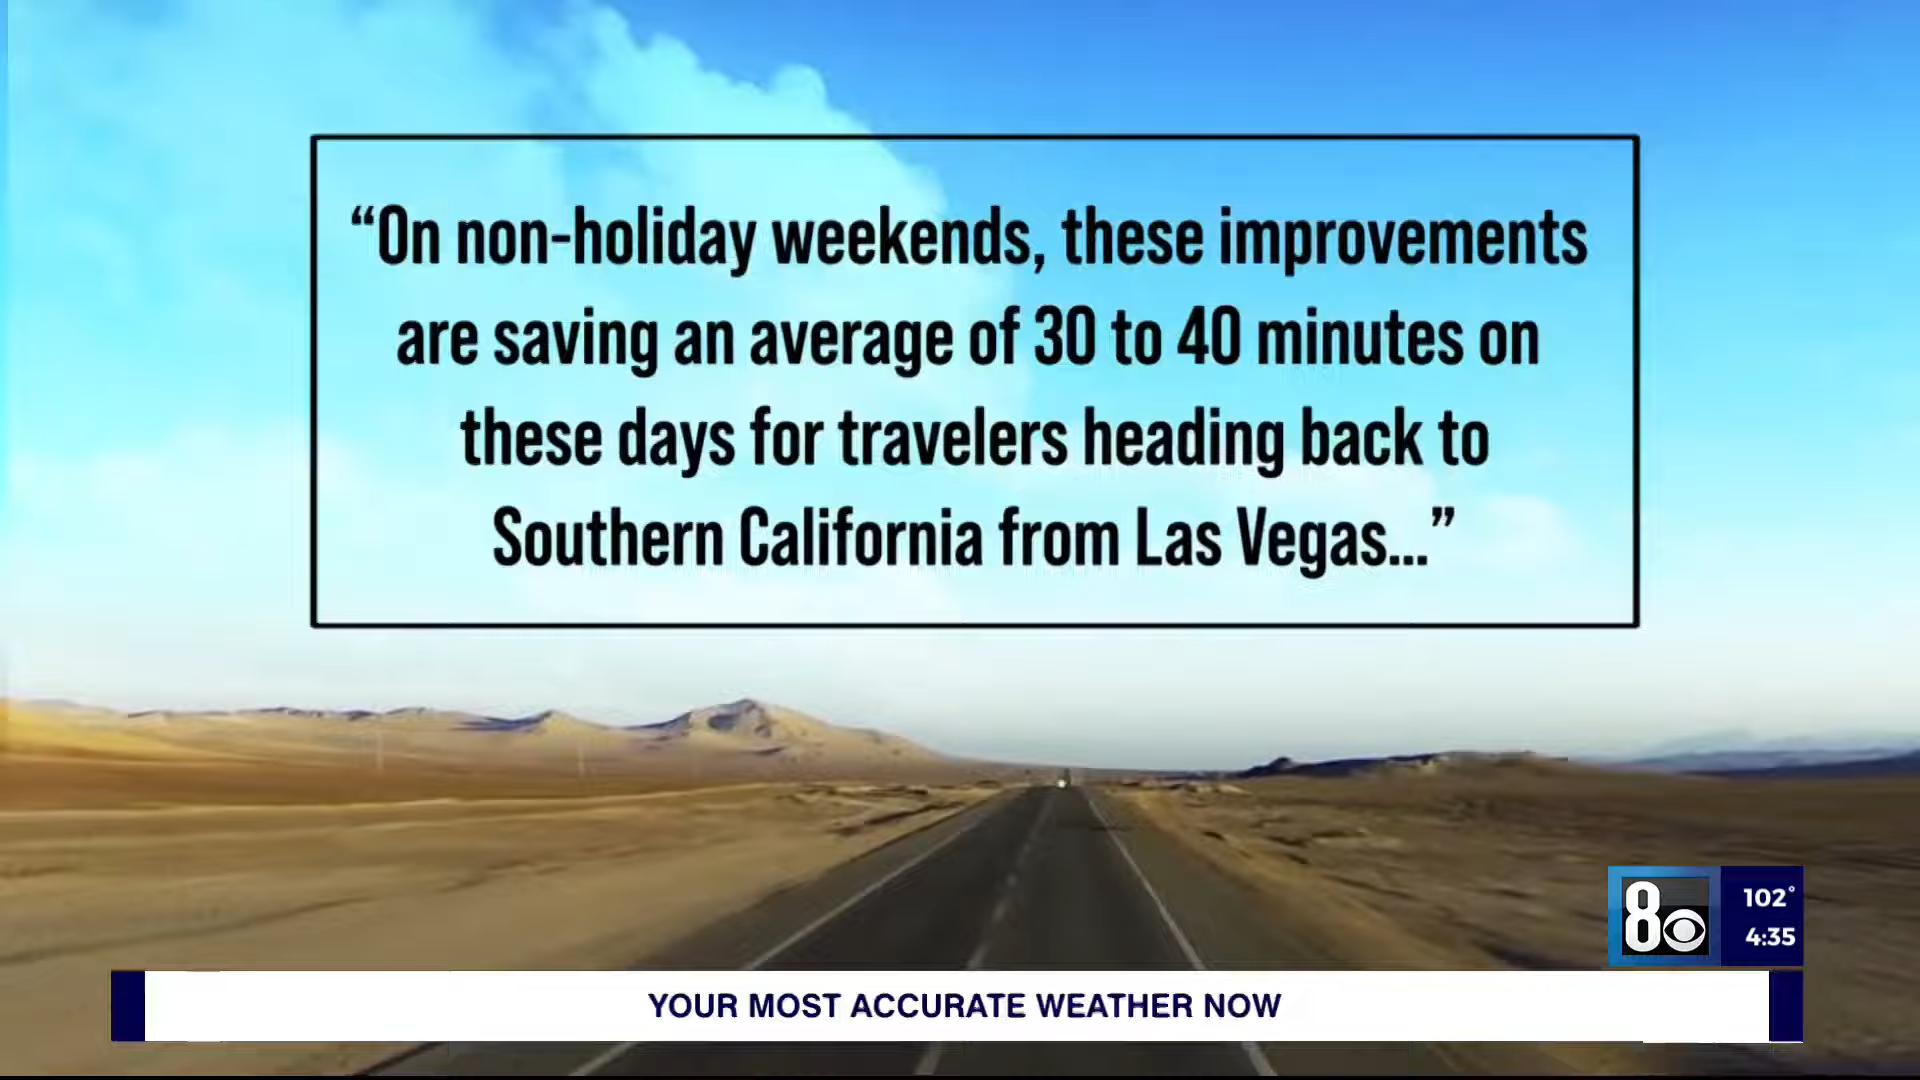 “On non-holiday weekends, these improvements
are saving an average of 30 to 40 minutes on
these days for travelers heading back to
Southern California from Las Vegas...”
8
102°
4:35
YOUR MOST ACCURATE WEATHER NOW